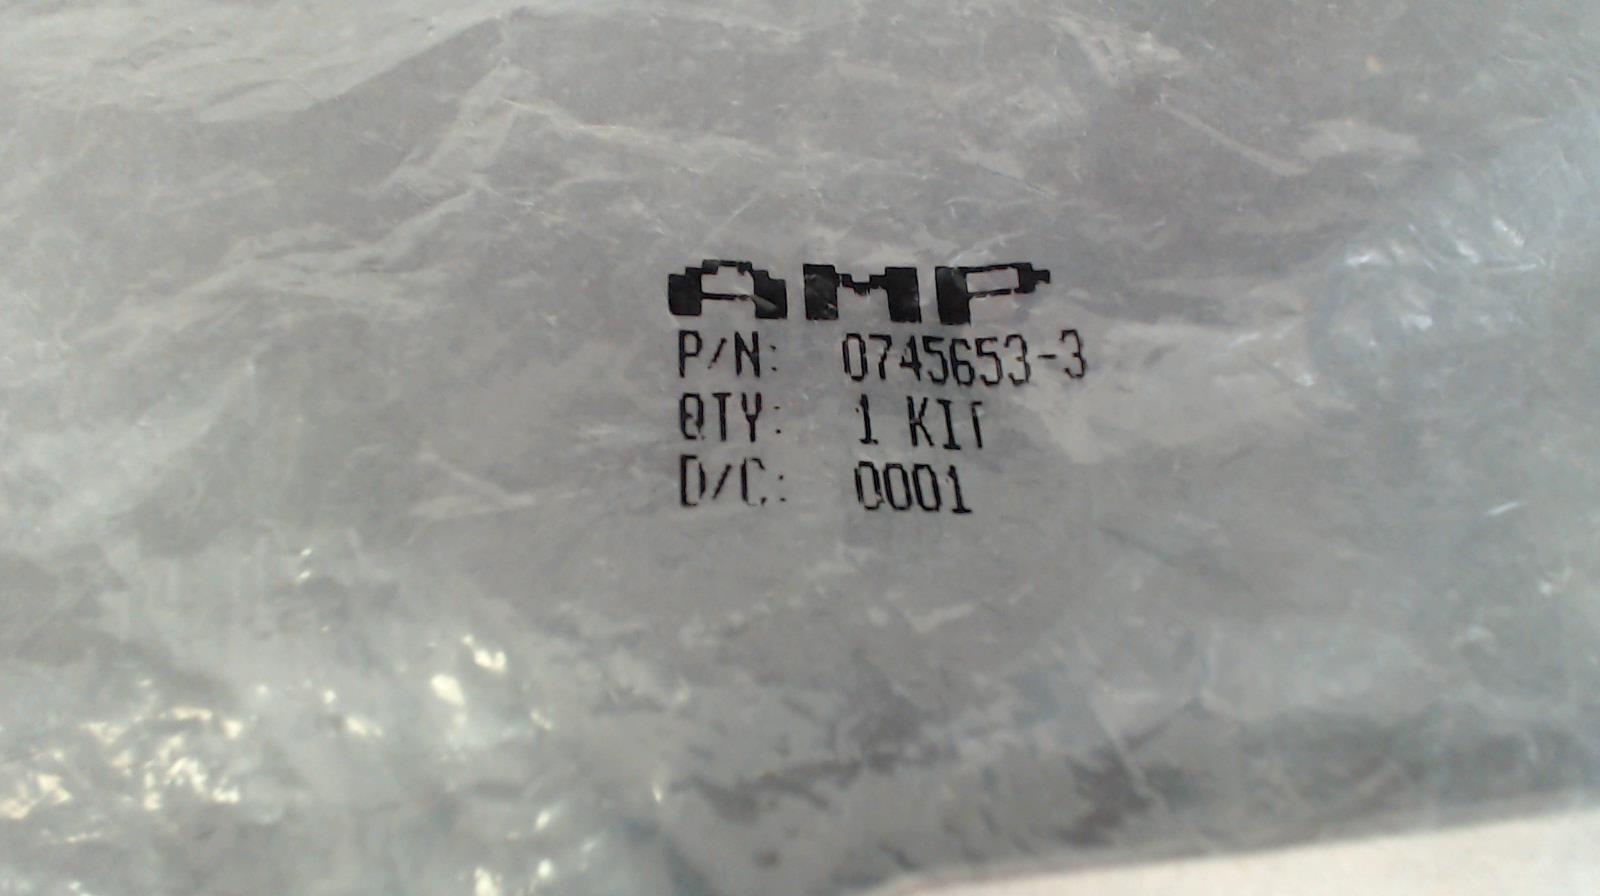 AMP
P/N: 0745653-3
QTY: 1 KIT
D/C: 0001